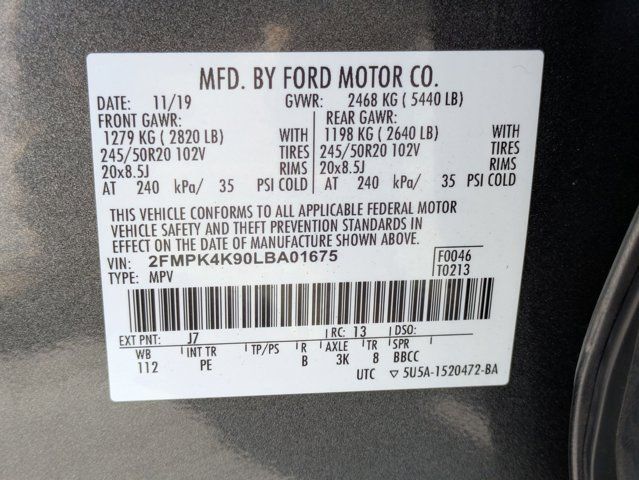 MFD. BY FORD MOTOR CO.
DATE: 11/19 GVWR: 2468 KG ( 5440 LB)
FRONT GAWR: REAR GAWR:
1279 KG ( 2820 LB) WITH 1198 KG ( 2640 LB) WITH
245/50R20 102V TIRES 245/50R20 102V TIRES
20x8.5J RIMS 20x8.5J RIMS
AT 240 kPa/ 35 PSI COLD AT 240 kPa/ 35 PSI COLD
THIS VEHICLE CONFORMS TO ALL APPLICABLE FEDERAL MOTOR
VEHICLE SAFETY AND THEFT PREVENTION STANDARDS IN
EFFECT ON THE DATE OF MANUFACTURE SHOWN ABOVE.
VIN: 2FMPK4K90LBA01675 F0046
TYPE: MPV T0213
EXT PNT: J7 RC: 13 DSO:
WB INT TR TP/PS R AXLE TR SPR
112 PE B 3K 8 BBCC
UTC ▽ 5U5A-1520472-BA